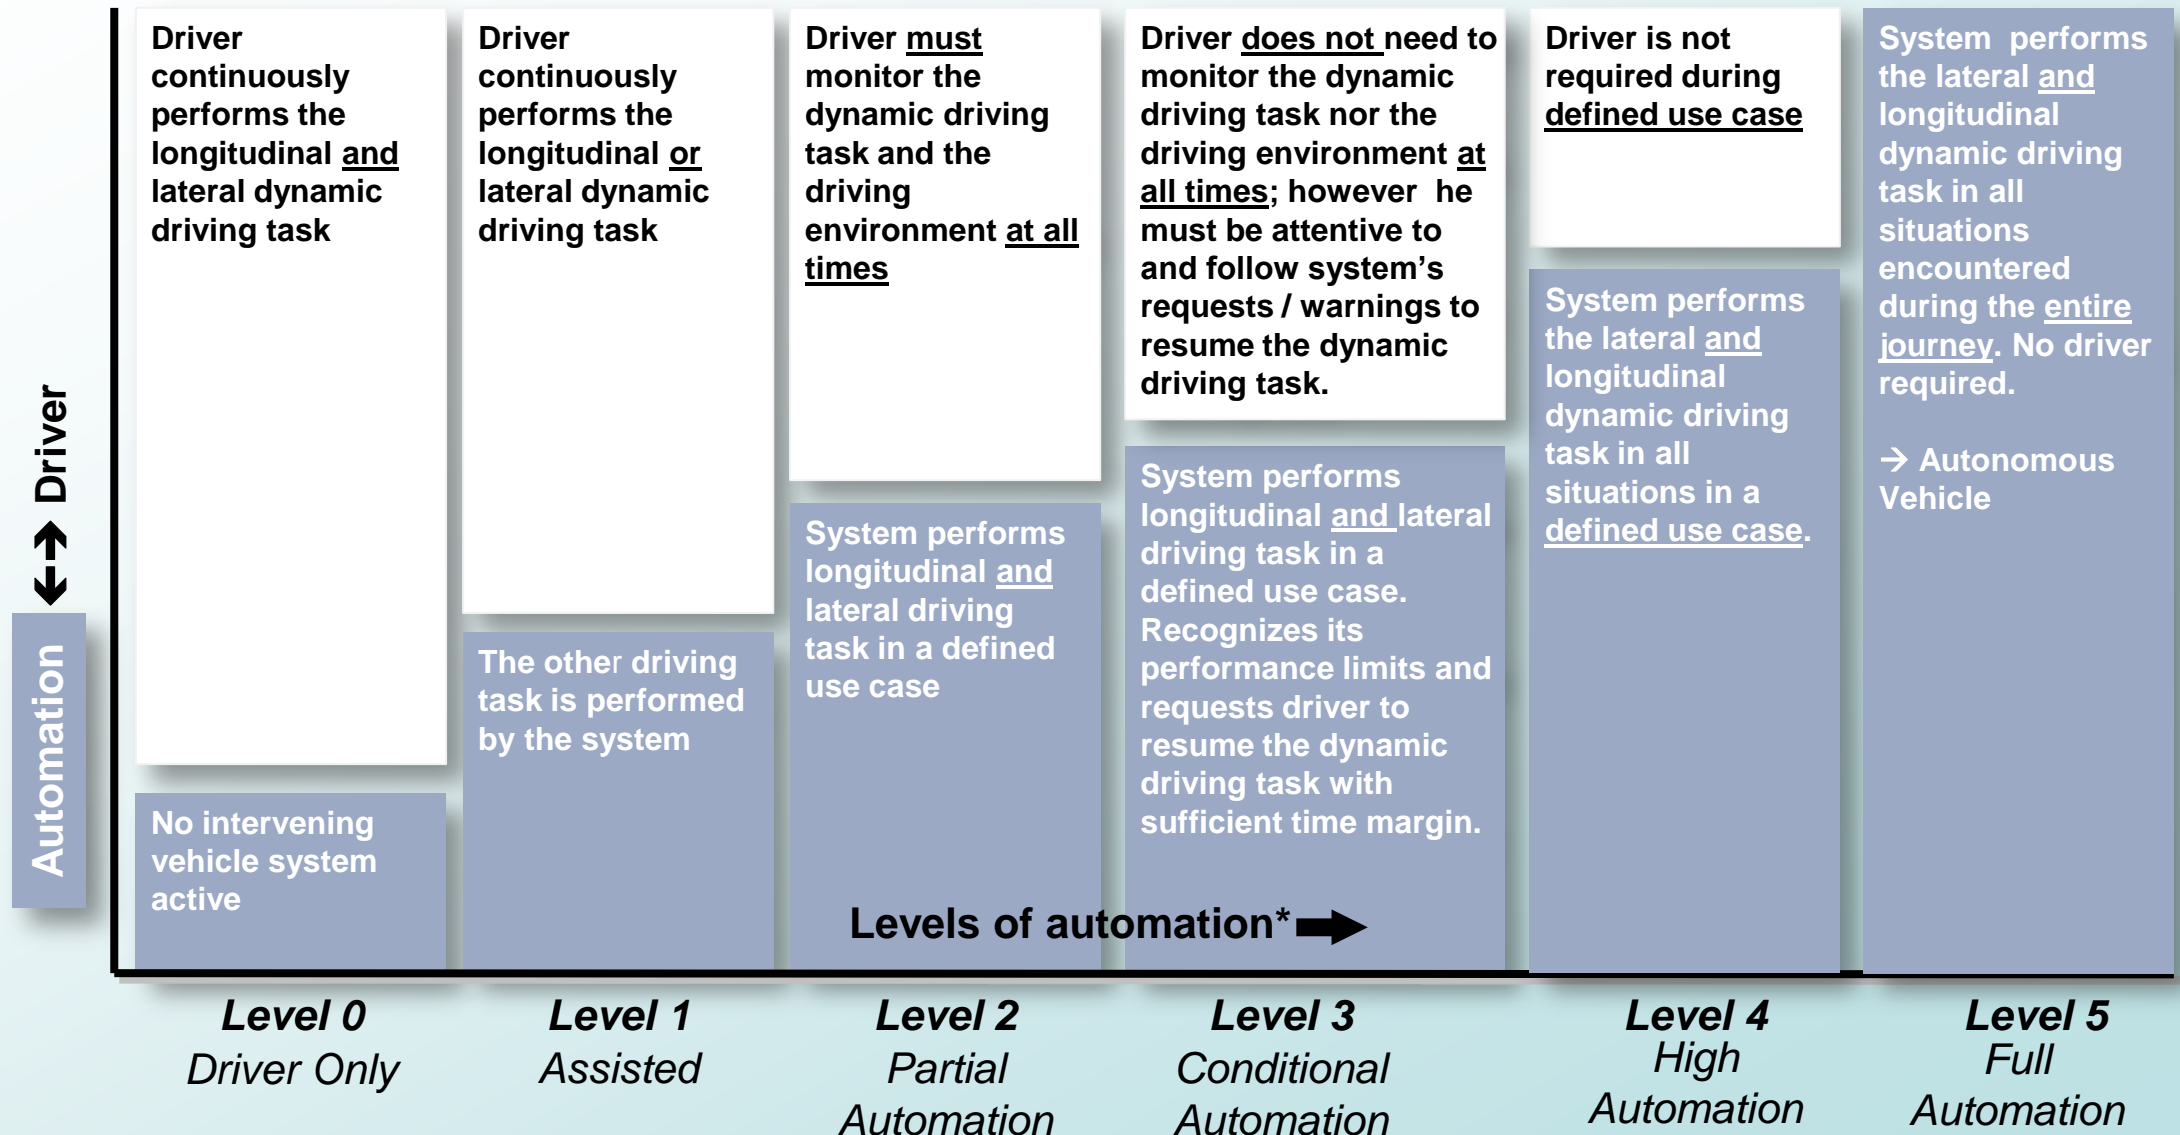 Driver
continuously
performs the
longitudinal and
lateral dynamic
driving task
No intervening
vehicle system
active
Driver
continuously
performs the
longitudinal or
lateral dynamic
driving task
The other driving
task is performed
by the system
Driver must
monitor the
dynamic driving
task and the
driving
environment at all
times
System performs
longitudinal and
lateral driving
task in a defined
use case
Driver does not need to
monitor the dynamic
driving task nor the
driving environment at
all times; however he
must be attentive to
and follow system’s
requests / warnings to
resume the dynamic
driving task.
System performs
longitudinal and lateral
driving task in a
defined use case.
Recognizes its
performance limits and
requests driver to
resume the dynamic
driving task with
sufficient time margin.
Driver is not
required during
defined use case
System performs
the lateral and
longitudinal
dynamic driving
task in all
situations in a
defined use case.
System performs
the lateral and
longitudinal
dynamic driving
task in all
situations
encountered
during the entire
journey. No driver
required.
→ Autonomous
Vehicle
Automation ←→ Driver
Levels of automation*
Level 0
Driver Only
Level 1
Assisted
Level 2
Partial
Automation
Level 3
Conditional
Automation
Level 4
High
Automation
Level 5
Full
Automation